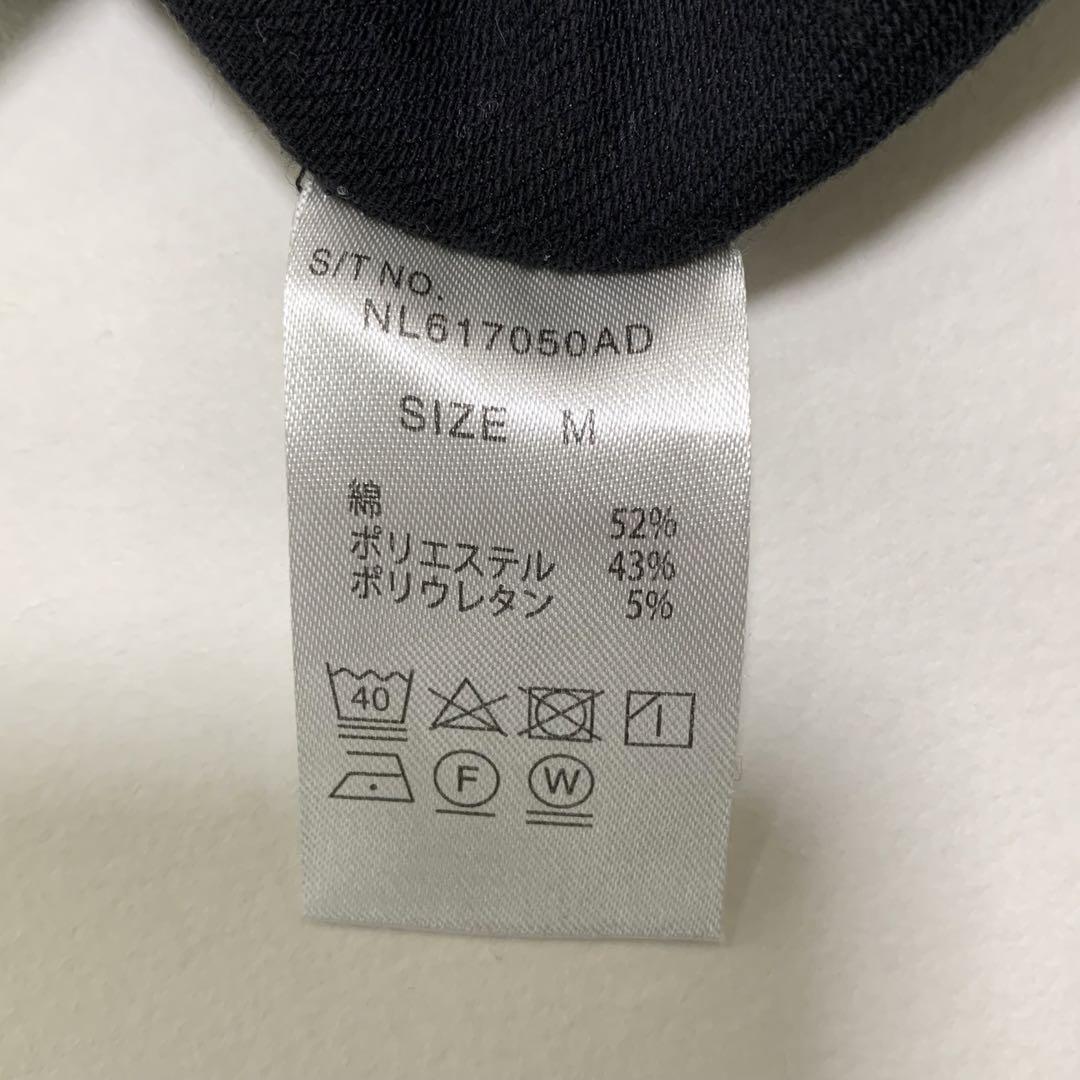 S/T NO.
NL617050AD
SIZE M
綿 52%
ポリエステル 43%
ポリウレタン 5%
40
F W